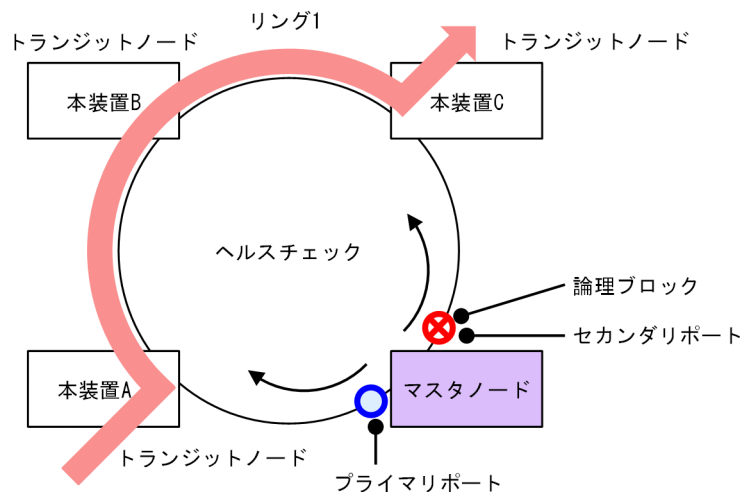 リング1
トランジットノード
トランジットノード
本装置B
本装置C
ヘルスチェック
論理ブロック
セカンダリポート
本装置A
マスタノード
トランジットノード
プライマリポート